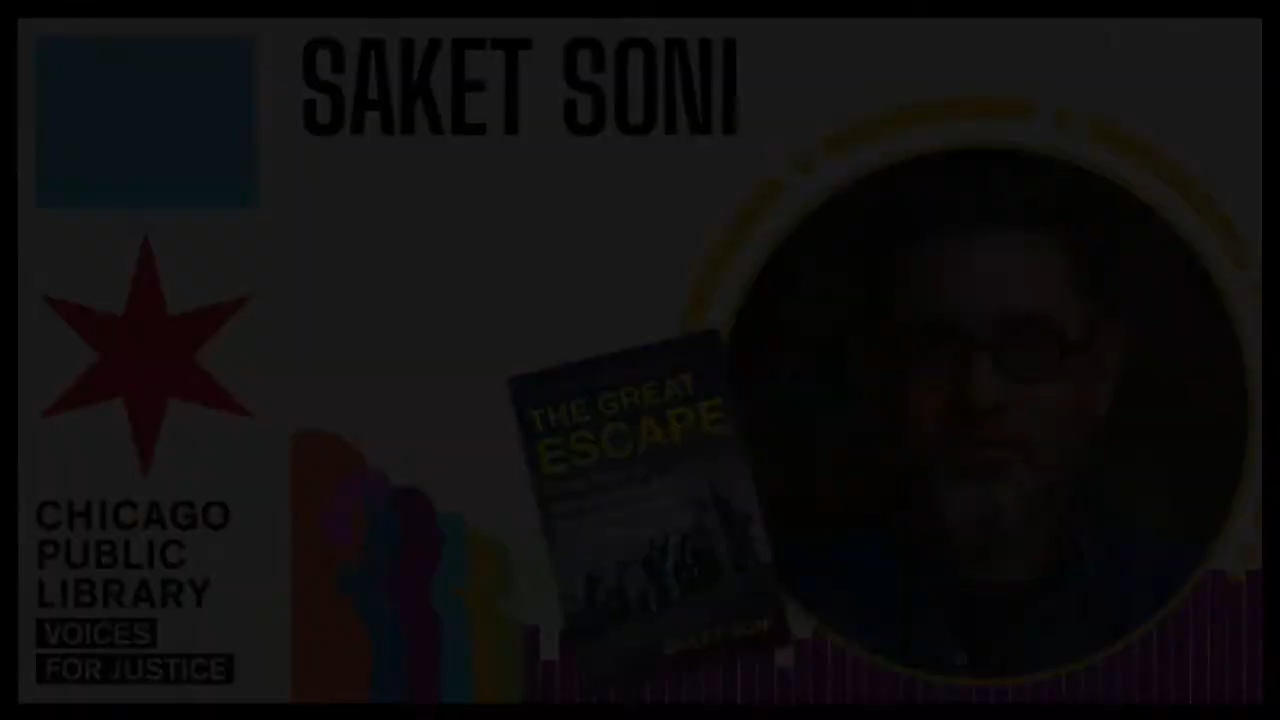 SAKET SONI
THE GREAT
ESCAPE
CHICAGO
PUBLIC
LIBRARY
VOICES
FOR JUSTICE